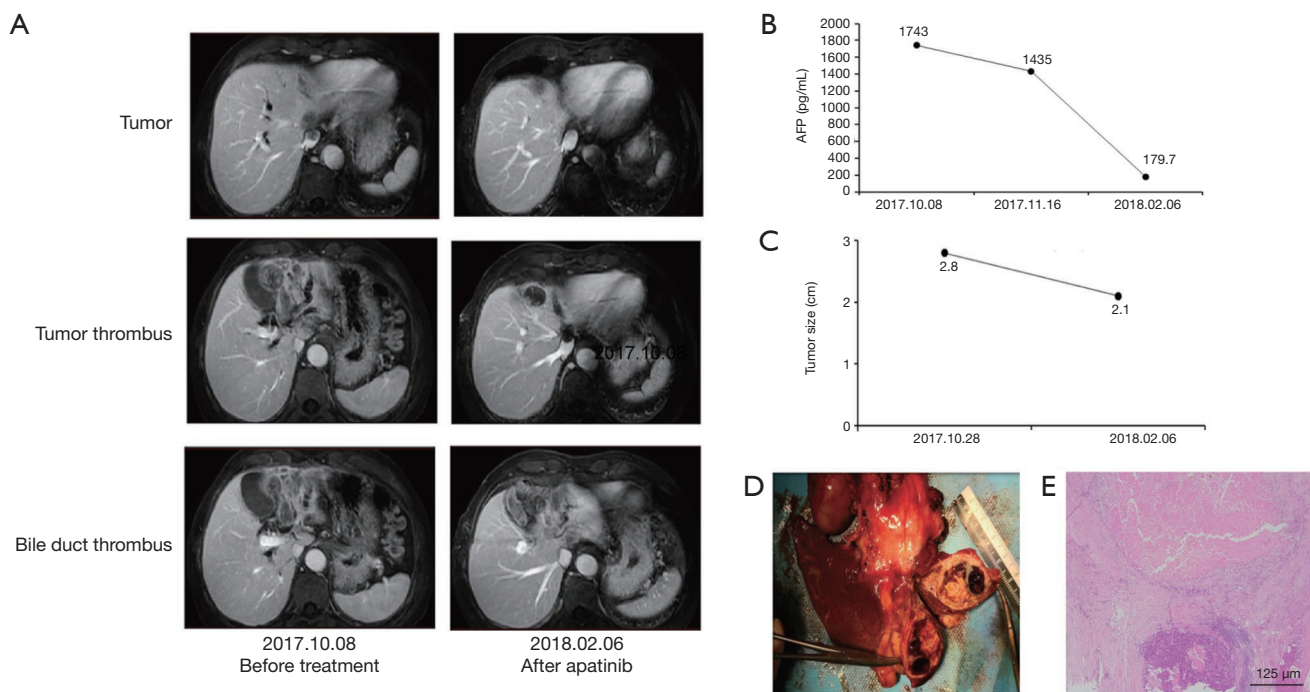 A
Tumor
Tumor thrombus
2017.10.08
Bile duct thrombus
2017.10.08
Before treatment
2018.02.06
After apatinib
B
AFP (pg/mL)
2000
1800
1600
1400
1200
1000
800
600
400
200
0
1743
1435
179.7
2017.10.08
2017.11.16
2018.02.06
C
Tumor size (cm)
3
2
1
0
2.8
2.1
2017.10.28
2018.02.06
D
E
125 µm